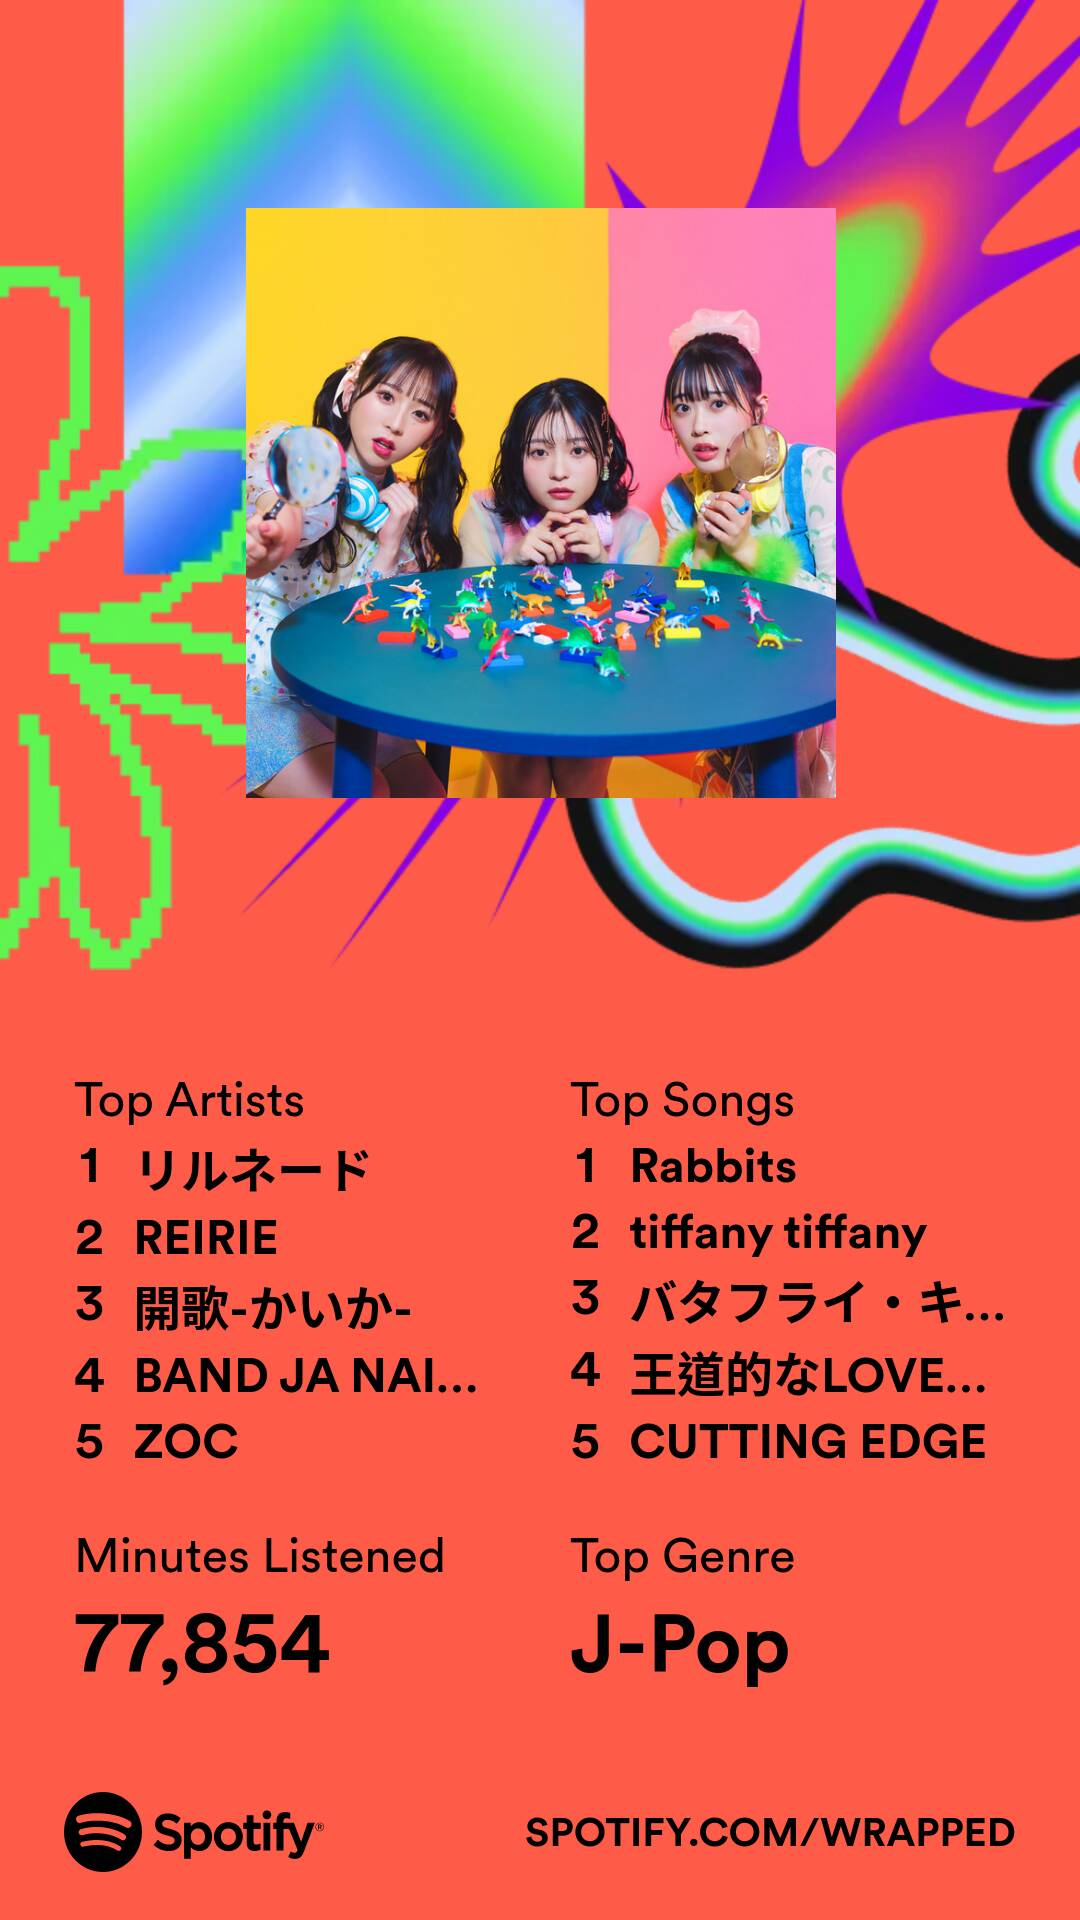 Top Artists
1 リルネード
2 REIRIE
3 開歌-かいか-
4 BAND JA NAI...
5 ZOC
Top Songs
1 Rabbits
2 tiffany tiffany
3 バタフライ・キ...
4 王道的なLOVE...
5 CUTTING EDGE
Minutes Listened
77,854
Top Genre
J-Pop
Spotify®
SPOTIFY.COM/WRAPPED